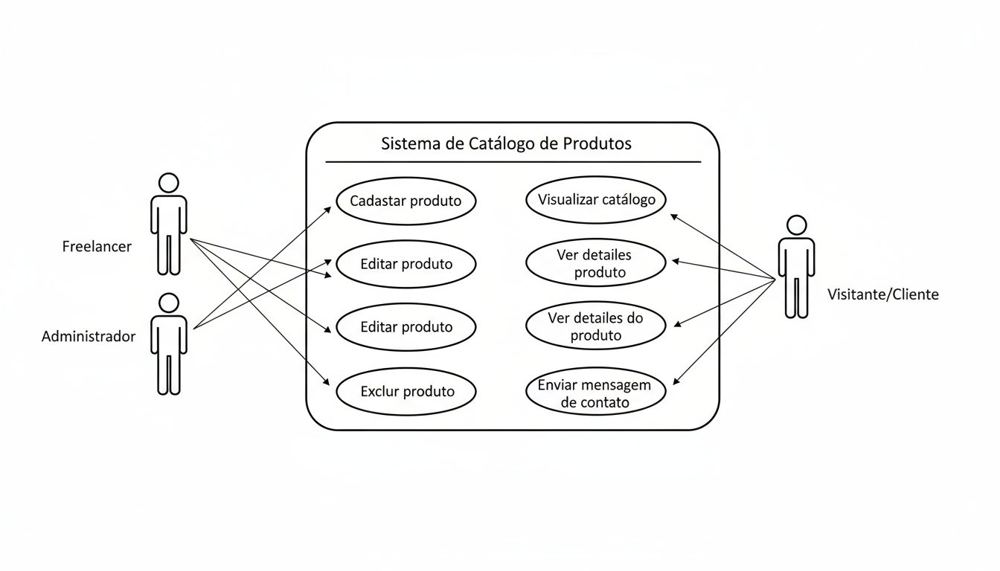 Sistema de Catálogo de Produtos
Freelancer
Administrador
Cadastar produto
Editar produto
Editar produto
Exclur produto
Visualizar catálogo
Ver detailes
produto
Ver detailes do
produto
Enviar mensagem
de contato
Visitante/Cliente